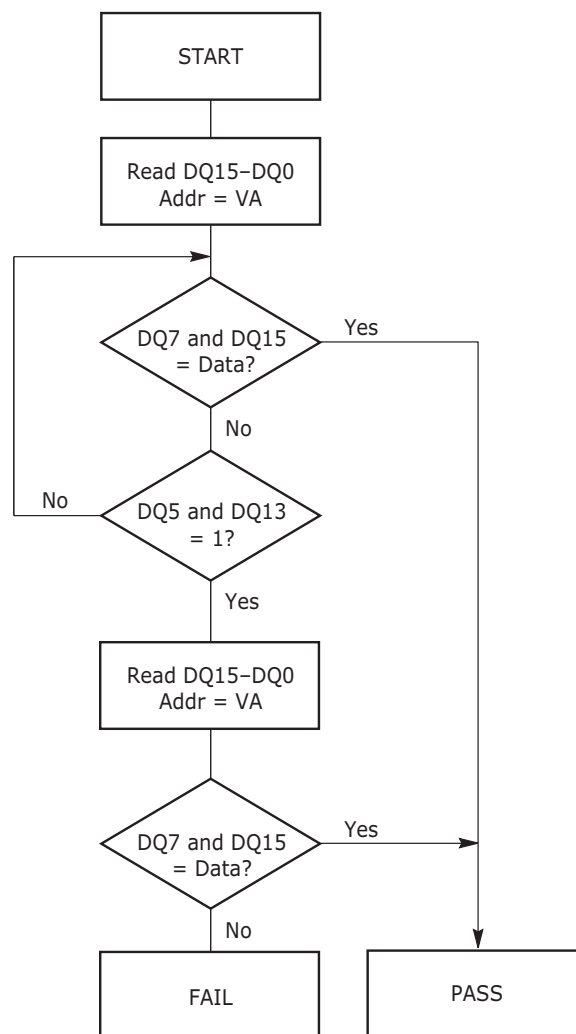 START
Read DQ15–DQ0
Addr = VA
DQ7 and DQ15
= Data?
Yes
No
DQ5 and DQ13
= 1?
No
Yes
Read DQ15–DQ0
Addr = VA
DQ7 and DQ15
= Data?
Yes
No
FAIL
PASS